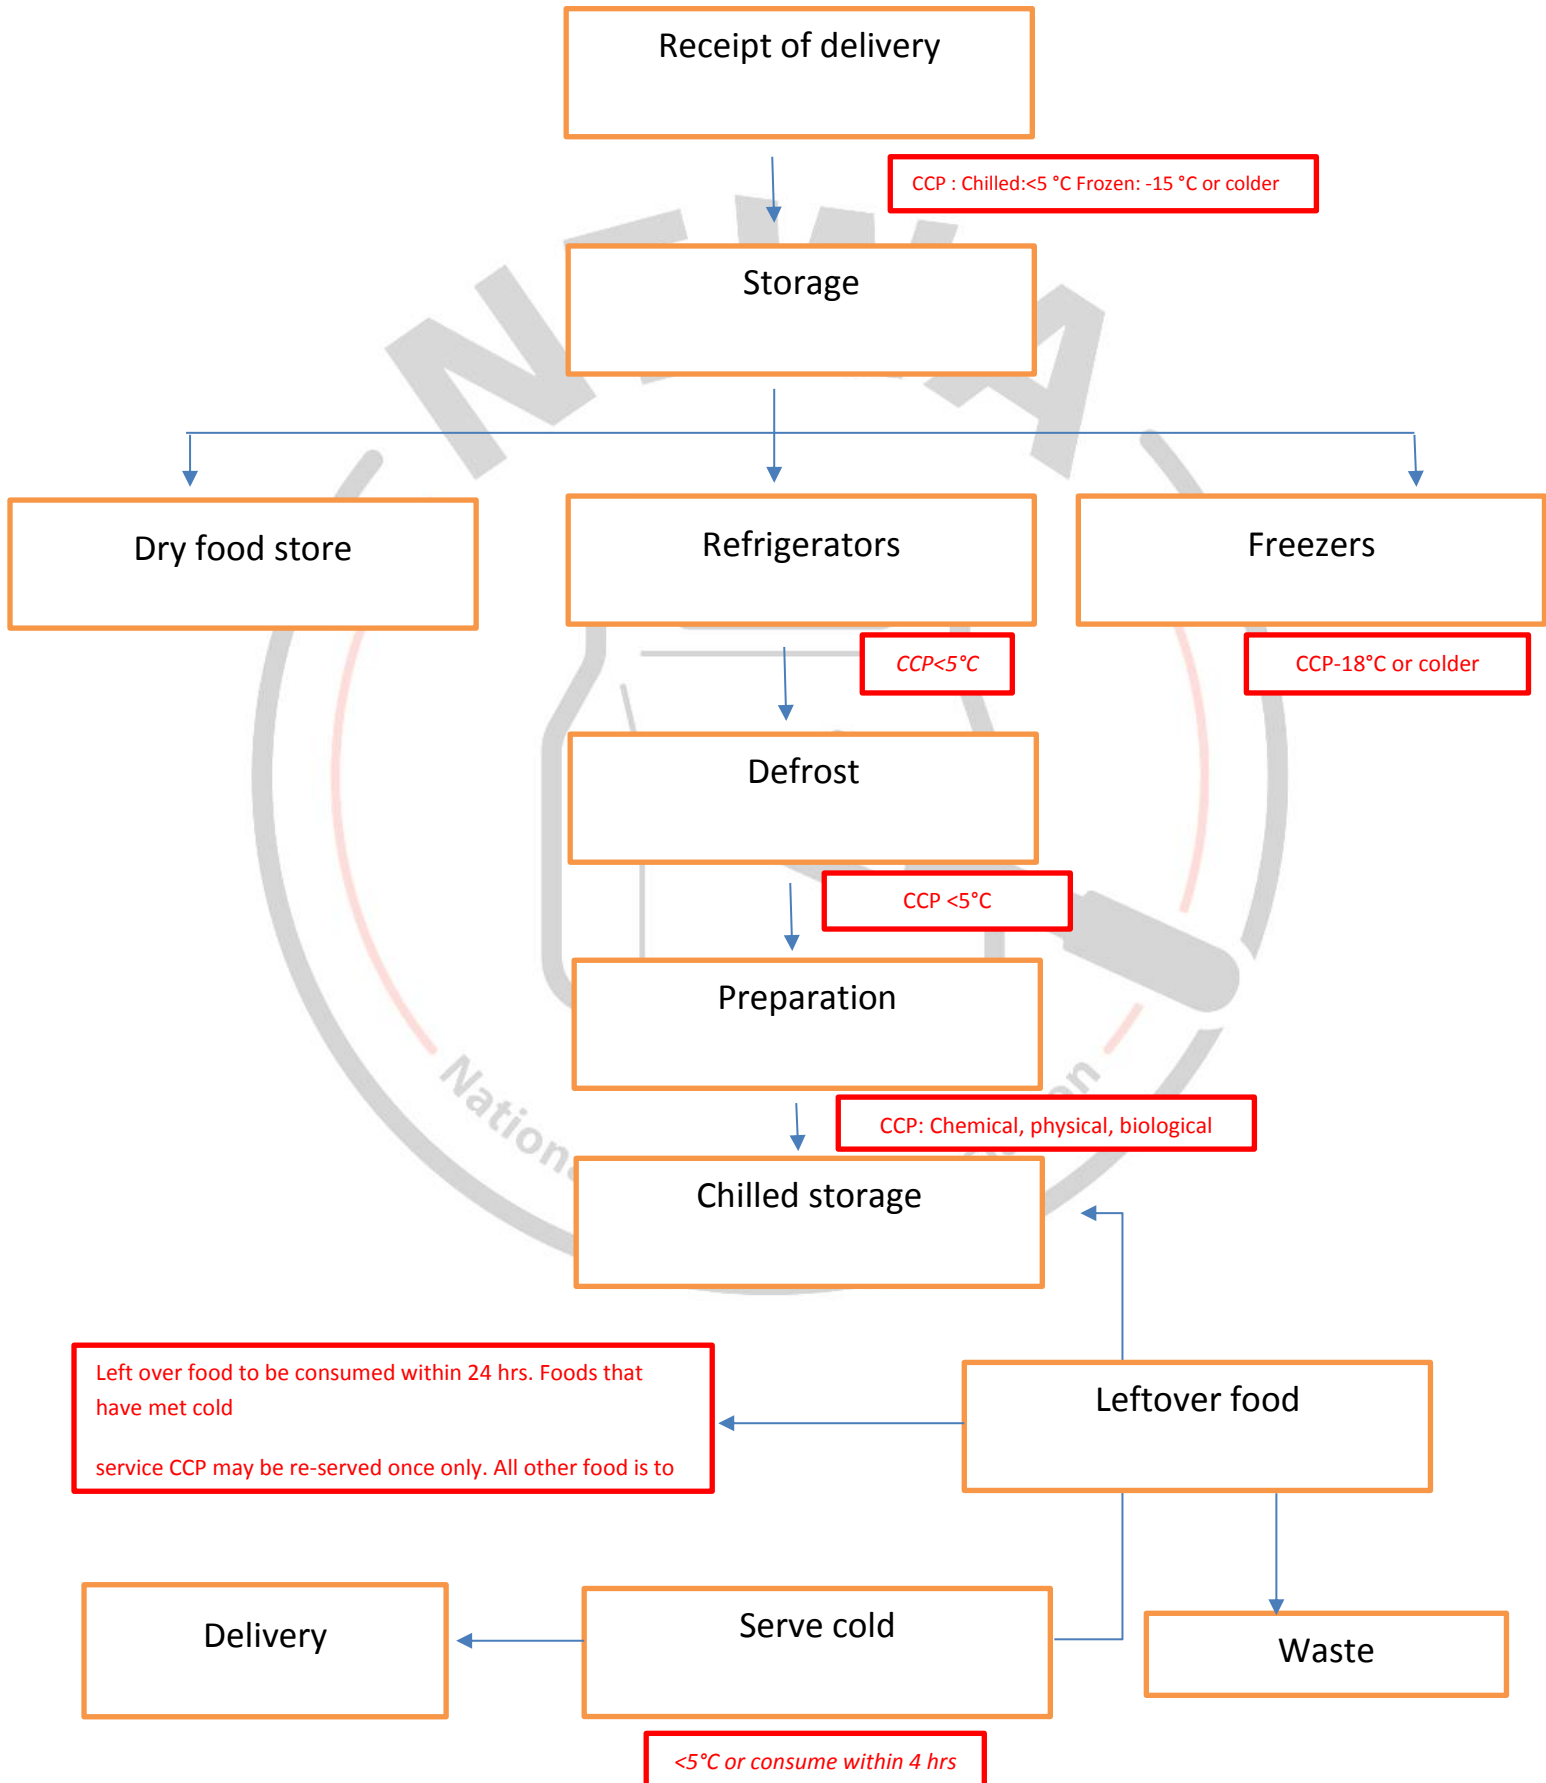 Receipt of delivery
CCP : Chilled:<5 °C Frozen: -15 °C or colder
Storage
Dry food store
Refrigerators
Freezers
CCP<5°C
CCP-18°C or colder
Defrost
CCP <5°C
Preparation
CCP: Chemical, physical, biological
Chilled storage
Left over food to be consumed within 24 hrs. Foods that
have met cold
service CCP may be re-served once only. All other food is to
Leftover food
Delivery
Serve cold
Waste
<5°C or consume within 4 hrs